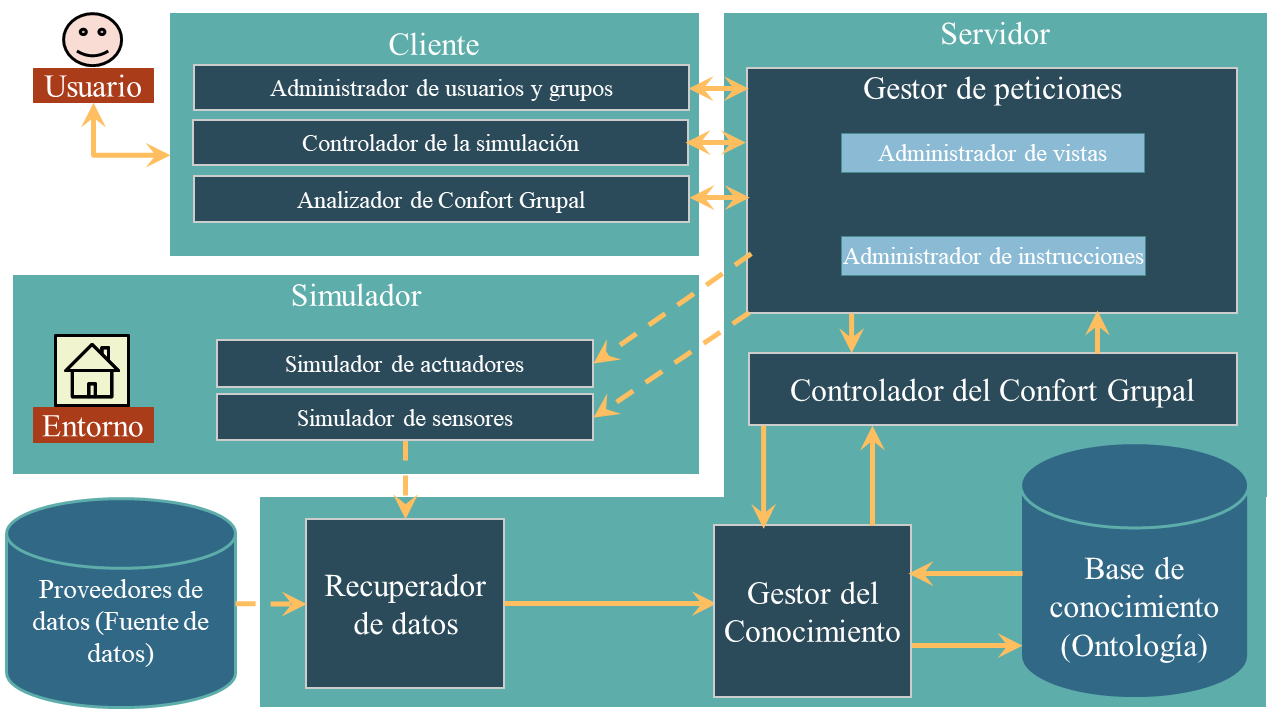 Usuario
Cliente
Administrador de usuarios y grupos
Controlador de la simulación
Analizador de Confort Grupal
Servidor
Gestor de peticiones
Administrador de vistas
Administrador de instrucciones
Simulador
Entorno
Simulador de actuadores
Simulador de sensores
Controlador del Confort Grupal
Proveedores de
datos (Fuente de
datos)
Recuperador
de datos
Gestor del
Conocimiento
Base de
conocimiento
(Ontología)